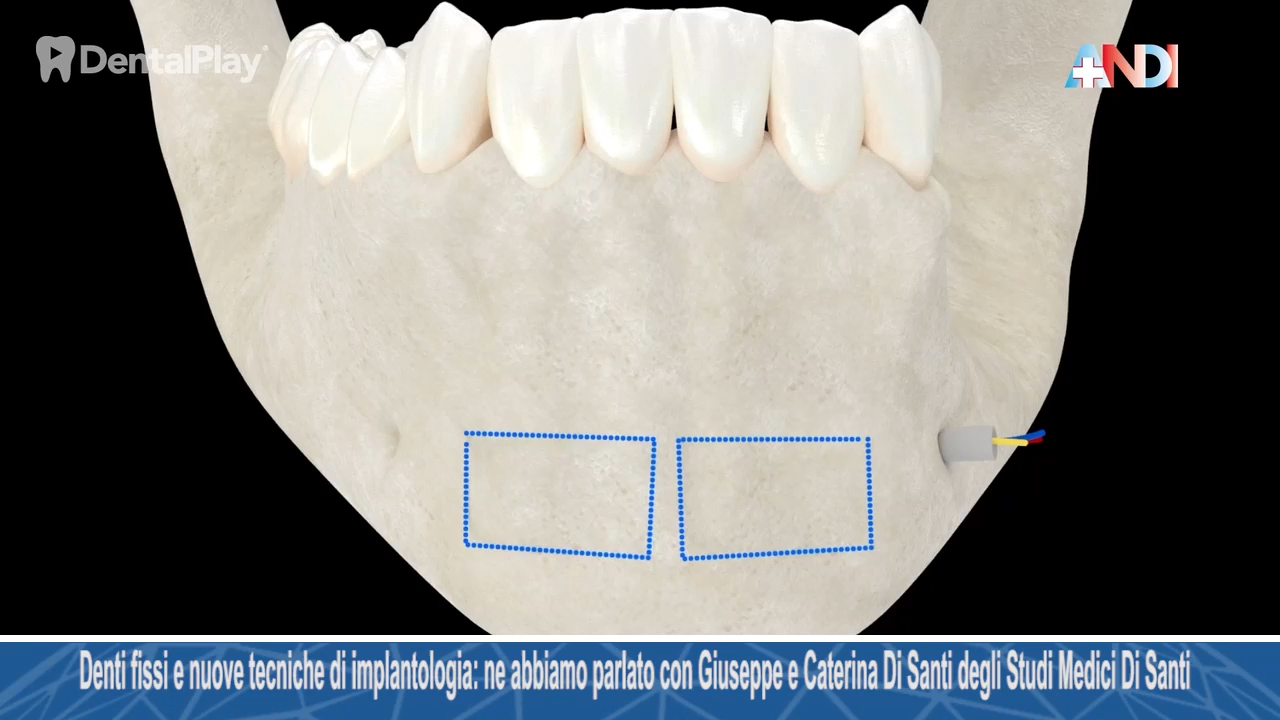 DentalPlay
ANDI
Denti fissi e nuove tecniche di implantologia: ne abbiamo parlato con Giuseppe e Caterina Di Santi degli Studi Medici Di Santi